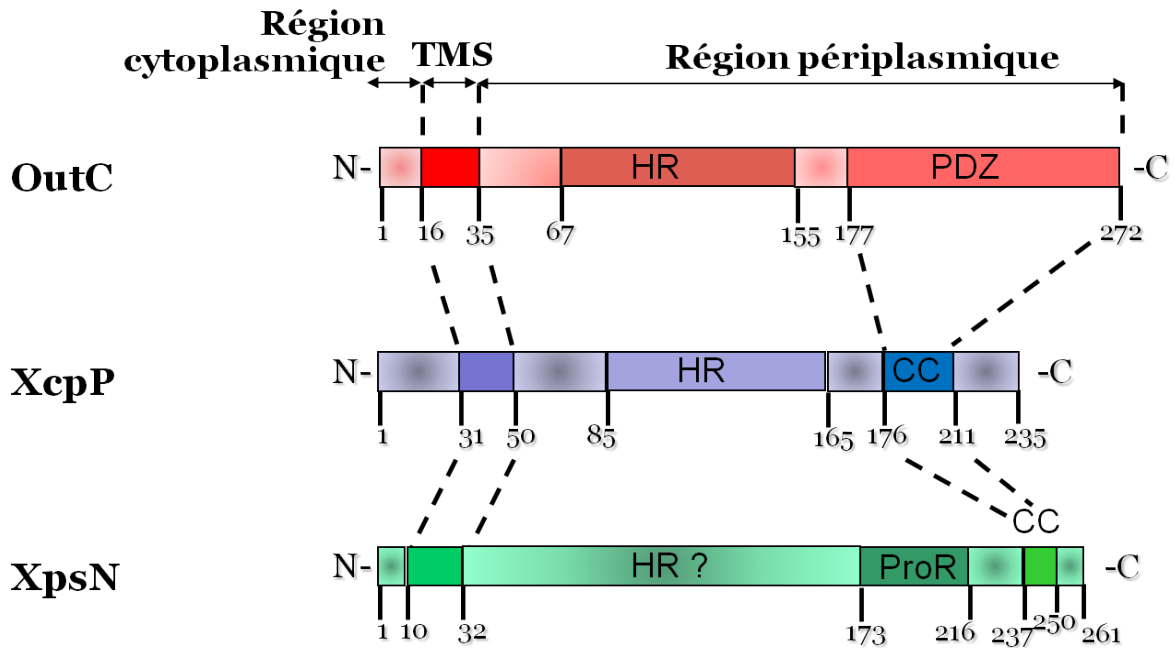 Région
cytoplasmique
TMS
Région périplasmique
OutC
N-
HR
PDZ
-C
1
16
35
67
155
177
272
XcpP
N-
HR
CC
-C
1
31
50
85
165
176
211
235
CC
XpsN
N-
HR ?
ProR
-C
1
10
32
173
216
237
250
261